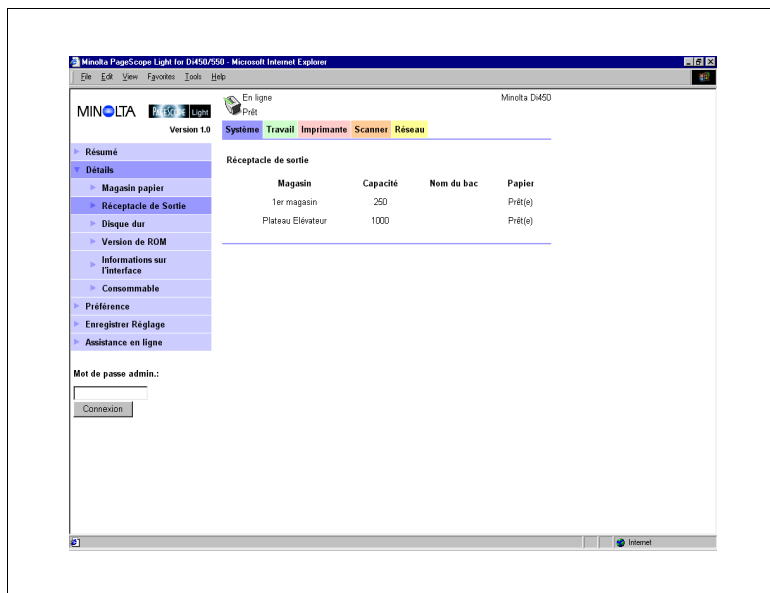 Minolta PageScope Light for Di450/550 - Microsoft Internet Explorer
File Edit View Favorites Tools Help
MINOLTA PAGESCOPE Light
Version 1.0
En ligne
Prêt
Minolta Di450
Système Travail Imprimante Scanner Réseau
Résumé
Détails
Magasin papier
Réceptacle de Sortie
Disque dur
Version de ROM
Informations sur
l'interface
Consommable
Préférence
Enregistrer Réglage
Assistance en ligne
Mot de passe admin.:
Connexion
Réceptacle de sortie
Magasin Capacité Nom du bac Papier
1er magasin 250 Prêt(e)
Plateau Elévateur 1000 Prêt(e)
Internet